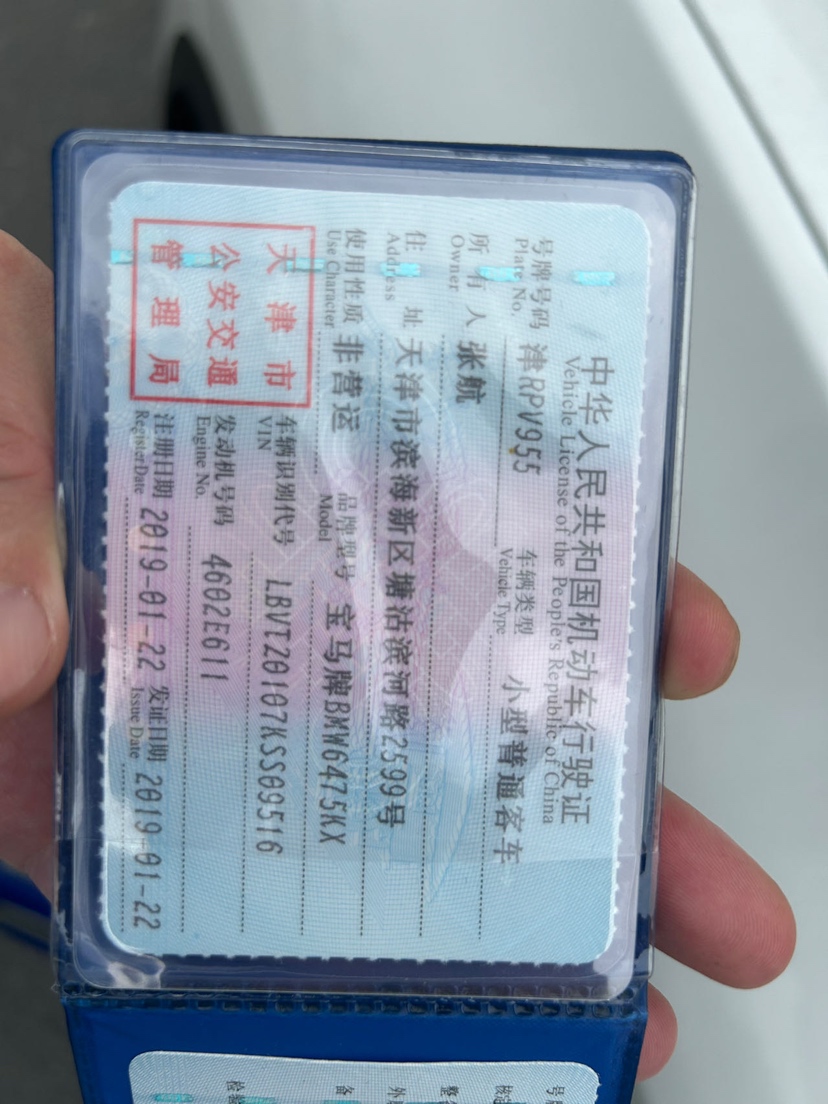 中华人民共和国机动车行驶证
Vehicle License of the People's Republic of China
号牌号码 津RPV955 车辆类型 小型普通客车
Plate No. Vehicle Type
所有人 张航
Owner
住址 天津市滨海新区塘沽滨河路2599号
Address
使用性质 非营运 品牌型号 宝马牌BMW6475KX
Use Character Model
车辆识别代号 LBVTZ0107KSS09516
VIN
发动机号码 4602E611
Engine No.
注册日期 2019-01-22 发证日期 2019-01-22
Register Date Issue Date
天津市
公安交通
管理局